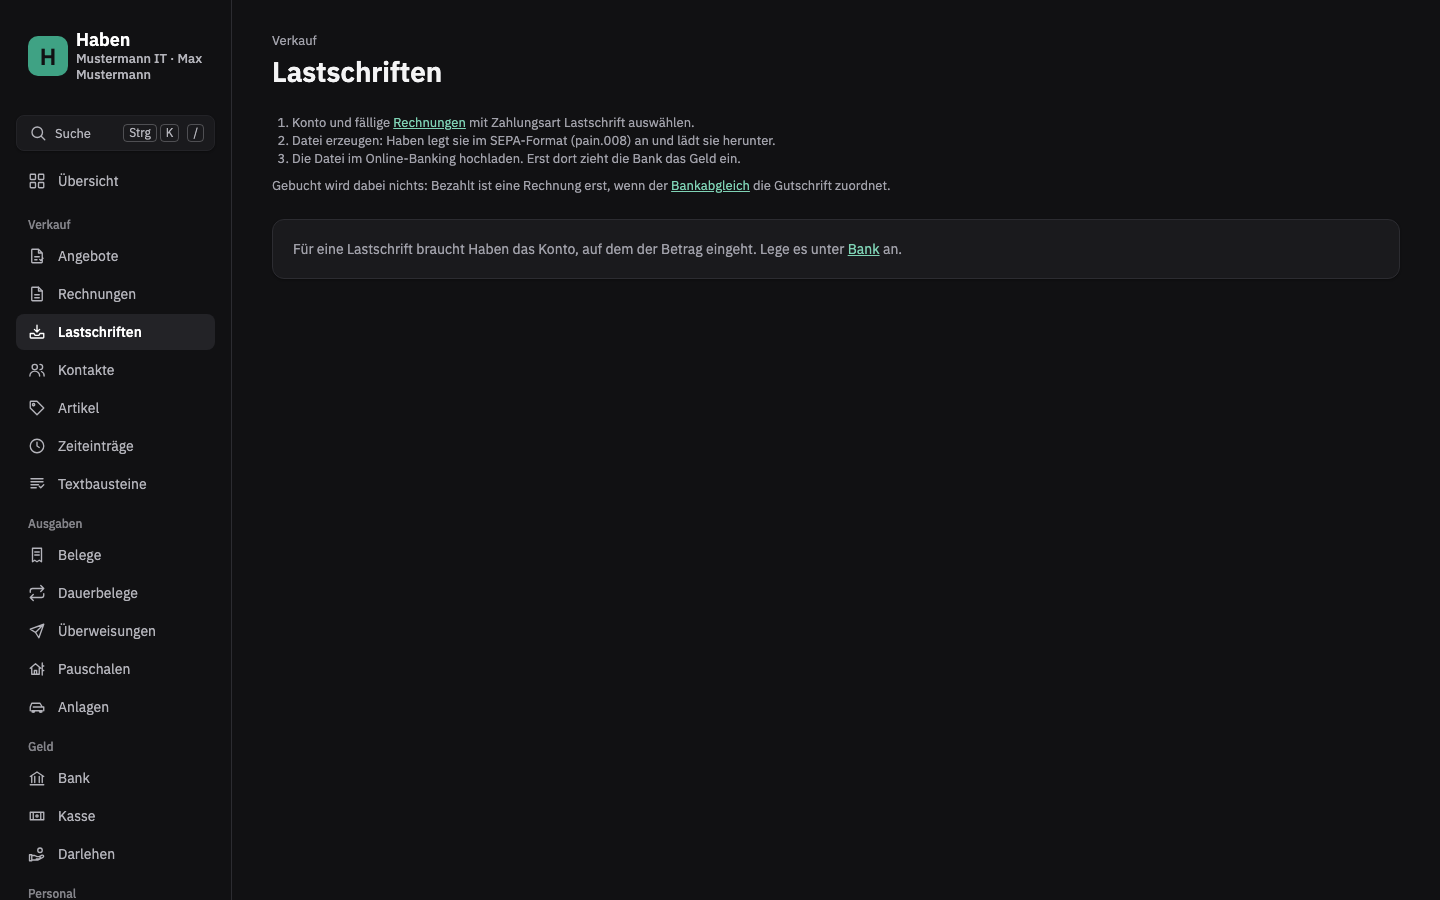 H
Haben
Mustermann IT · Max
Mustermann
Suche Strg K /
Übersicht
Verkauf
Angebote
Rechnungen
Lastschriften
Kontakte
Artikel
Zeiteinträge
Textbausteine
Ausgaben
Belege
Dauerbelege
Überweisungen
Pauschalen
Anlagen
Geld
Bank
Kasse
Darlehen
Personal
Verkauf
Lastschriften
1. Konto und fällige Rechnungen mit Zahlungsart Lastschrift auswählen.
2. Datei erzeugen: Haben legt sie im SEPA-Format (pain.008) an und lädt sie herunter.
3. Die Datei im Online-Banking hochladen. Erst dort zieht die Bank das Geld ein.
Gebucht wird dabei nichts: Bezahlt ist eine Rechnung erst, wenn der Bankabgleich die Gutschrift zuordnet.
Für eine Lastschrift braucht Haben das Konto, auf dem der Betrag eingeht. Lege es unter Bank an.